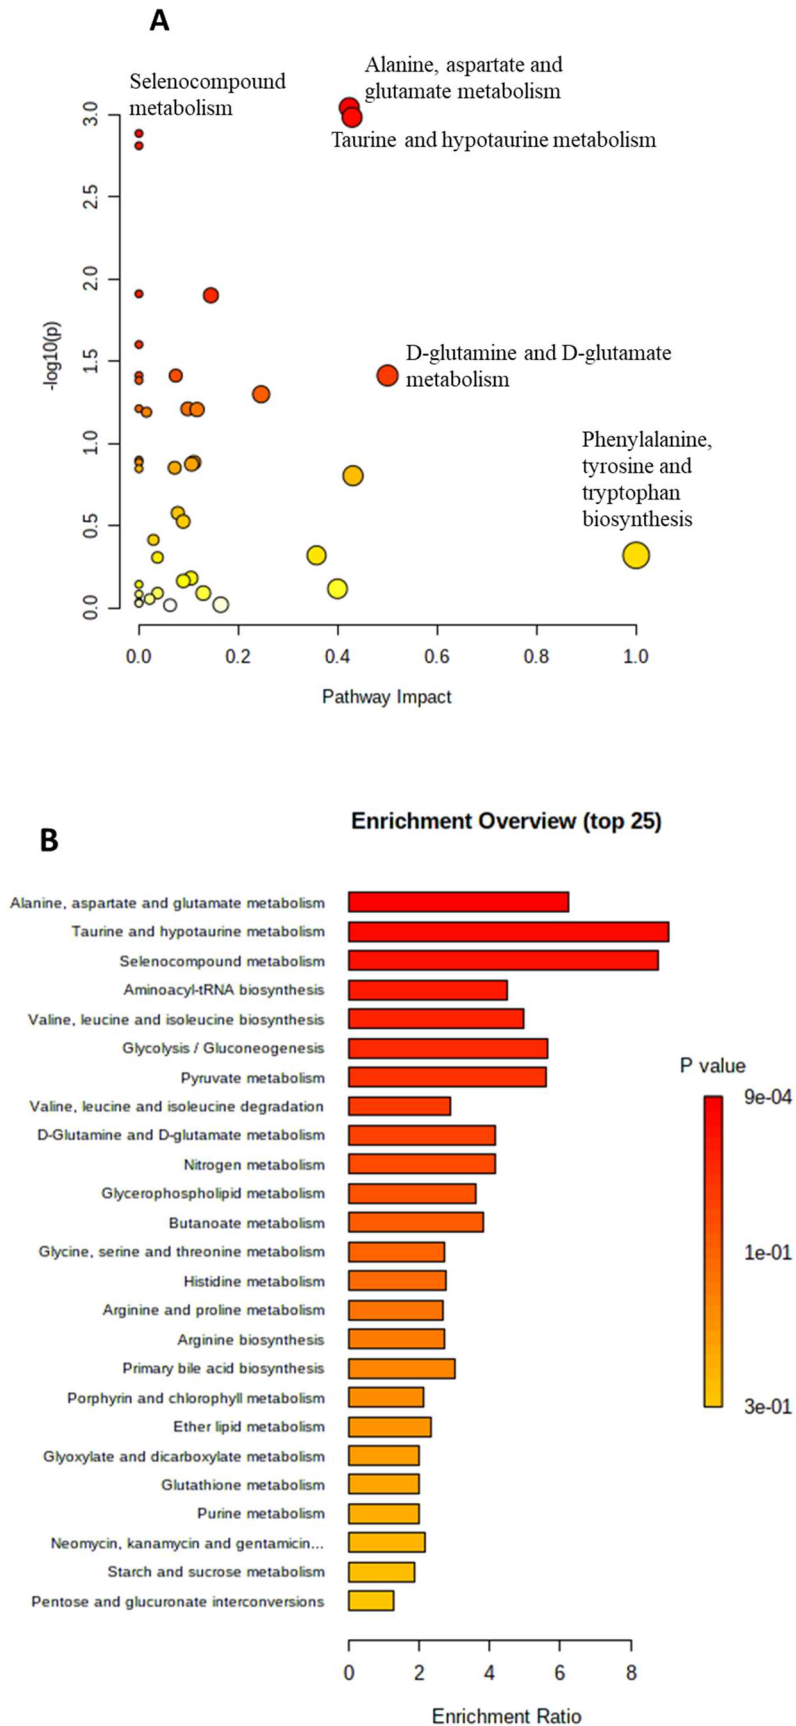 A
Selenocompound
metabolism
Alanine, aspartate and
glutamate metabolism
Taurine and hypotaurine metabolism
D-glutamine and D-glutamate
metabolism
Phenylalanine,
tyrosine and
tryptophan
biosynthesis
-log10(p)
3.0
2.5
2.0
1.5
1.0
0.5
0.0
0.0 0.2 0.4 0.6 0.8 1.0
Pathway Impact
B
Enrichment Overview (top 25)
Alanine, aspartate and glutamate metabolism
Taurine and hypotaurine metabolism
Selenocompound metabolism
Aminoacyl-tRNA biosynthesis
Valine, leucine and isoleucine biosynthesis
Glycolysis / Gluconeogenesis
Pyruvate metabolism
Valine, leucine and isoleucine degradation
D-Glutamine and D-glutamate metabolism
Nitrogen metabolism
Glycerophospholipid metabolism
Butanoate metabolism
Glycine, serine and threonine metabolism
Histidine metabolism
Arginine and proline metabolism
Arginine biosynthesis
Primary bile acid biosynthesis
Porphyrin and chlorophyll metabolism
Ether lipid metabolism
Glyoxylate and dicarboxylate metabolism
Glutathione metabolism
Purine metabolism
Neomycin, kanamycin and gentamicin...
Starch and sucrose metabolism
Pentose and glucuronate interconversions
P value
9e-04
1e-01
3e-01
0 2 4 6 8
Enrichment Ratio